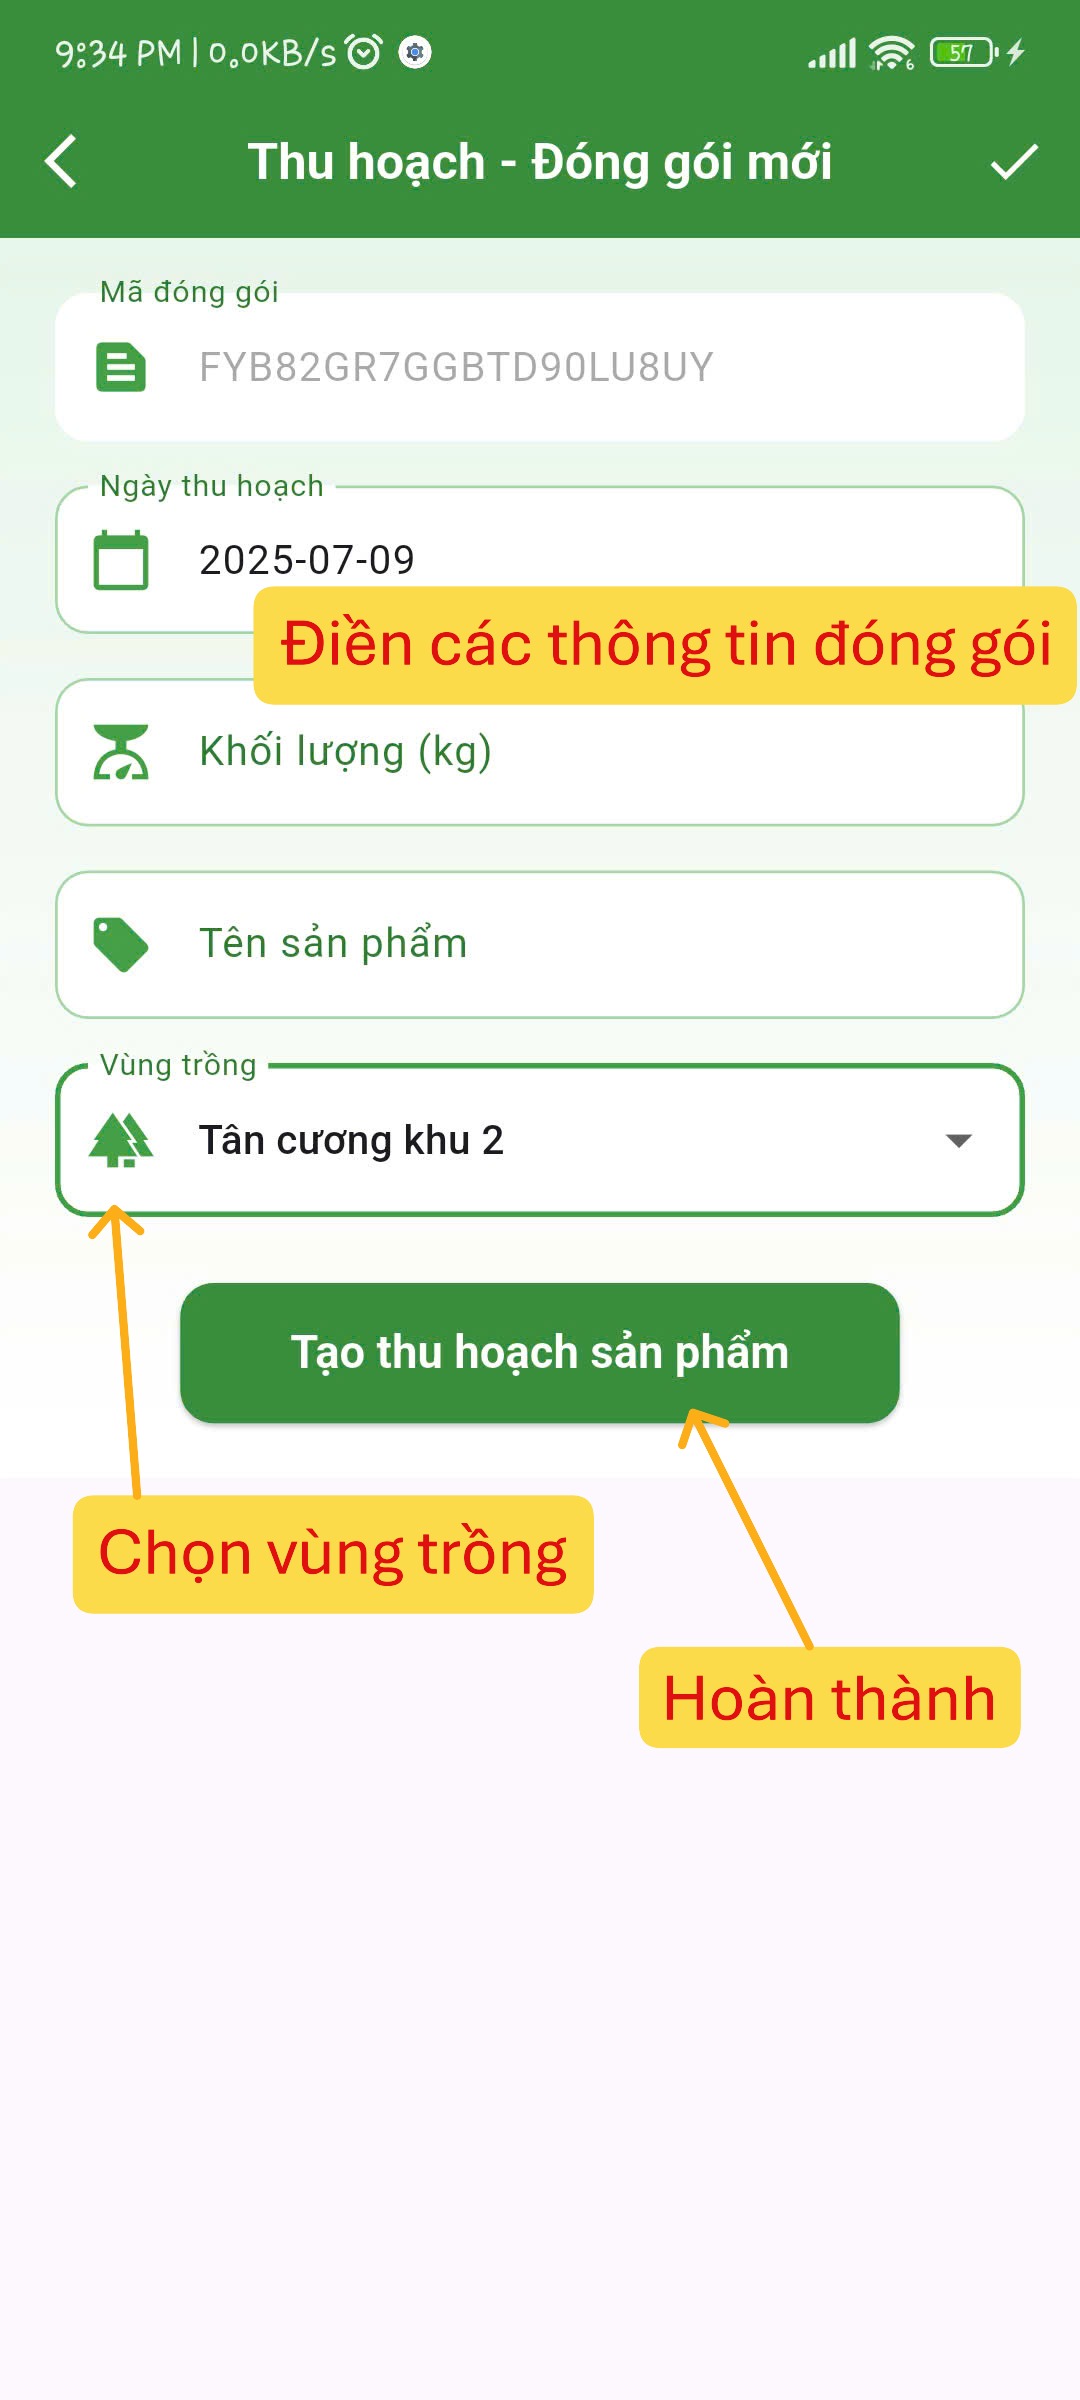 9:34 PM | 0.0KB/s
57
Thu hoạch - Đóng gói mới
Mã đóng gói
FYB82GR7GGBTD90LU8UY
Ngày thu hoạch
2025-07-09
Điền các thông tin đóng gói
Khối lượng (kg)
Tên sản phẩm
Vùng trồng
Tân cương khu 2
Tạo thu hoạch sản phẩm
Chọn vùng trồng
Hoàn thành